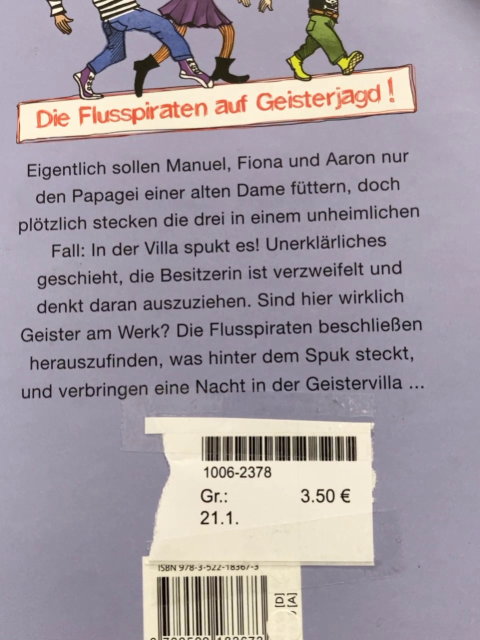 Die Flusspiraten auf Geisterjagd!
Eigentlich sollen Manuel, Fiona und Aaron nur
den Papagei einer alten Dame füttern, doch
plötzlich stecken die drei in einem unheimlichen
Fall: In der Villa spukt es! Unerklärliches
geschieht, die Besitzerin ist verzweifelt und
denkt daran auszuziehen. Sind hier wirklich
Geister am Werk? Die Flusspiraten beschließen
herauszufinden, was hinter dem Spuk steckt,
und verbringen eine Nacht in der Geistervilla ...
1006-2378
Gr.: 3.50 €
21.1.
ISBN 978-3-522-18367-3
[D]
[A]